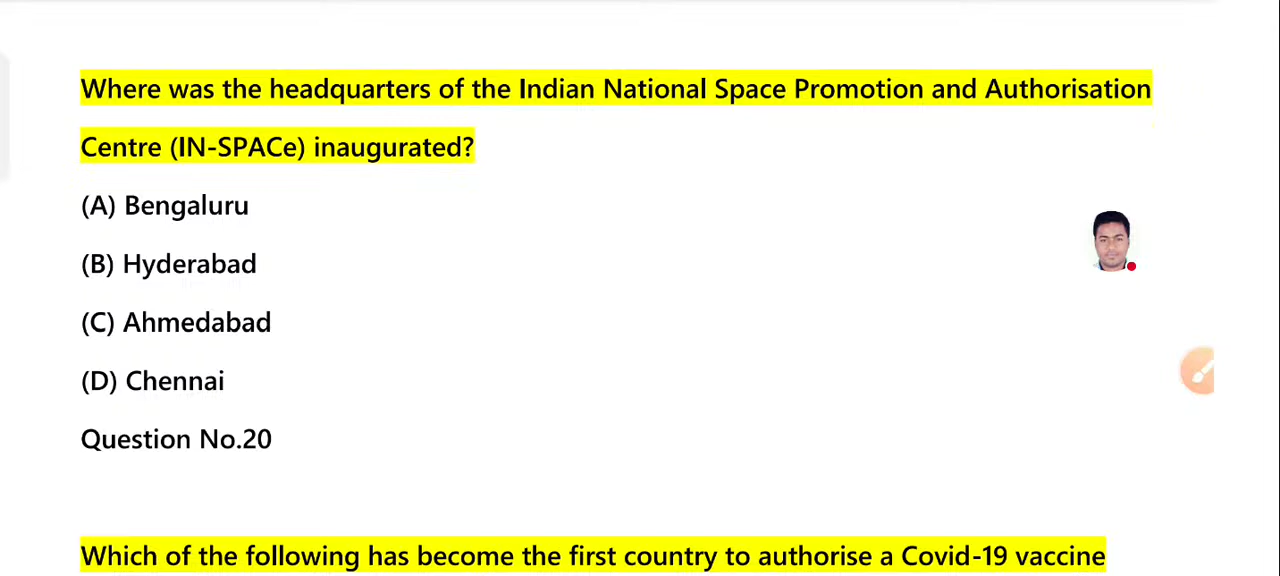 Where was the headquarters of the Indian National Space Promotion and Authorisation
Centre (IN-SPACe) inaugurated?
(A) Bengaluru
(B) Hyderabad
(C) Ahmedabad
(D) Chennai
Question No.20
Which of the following has become the first country to authorise a Covid-19 vaccine